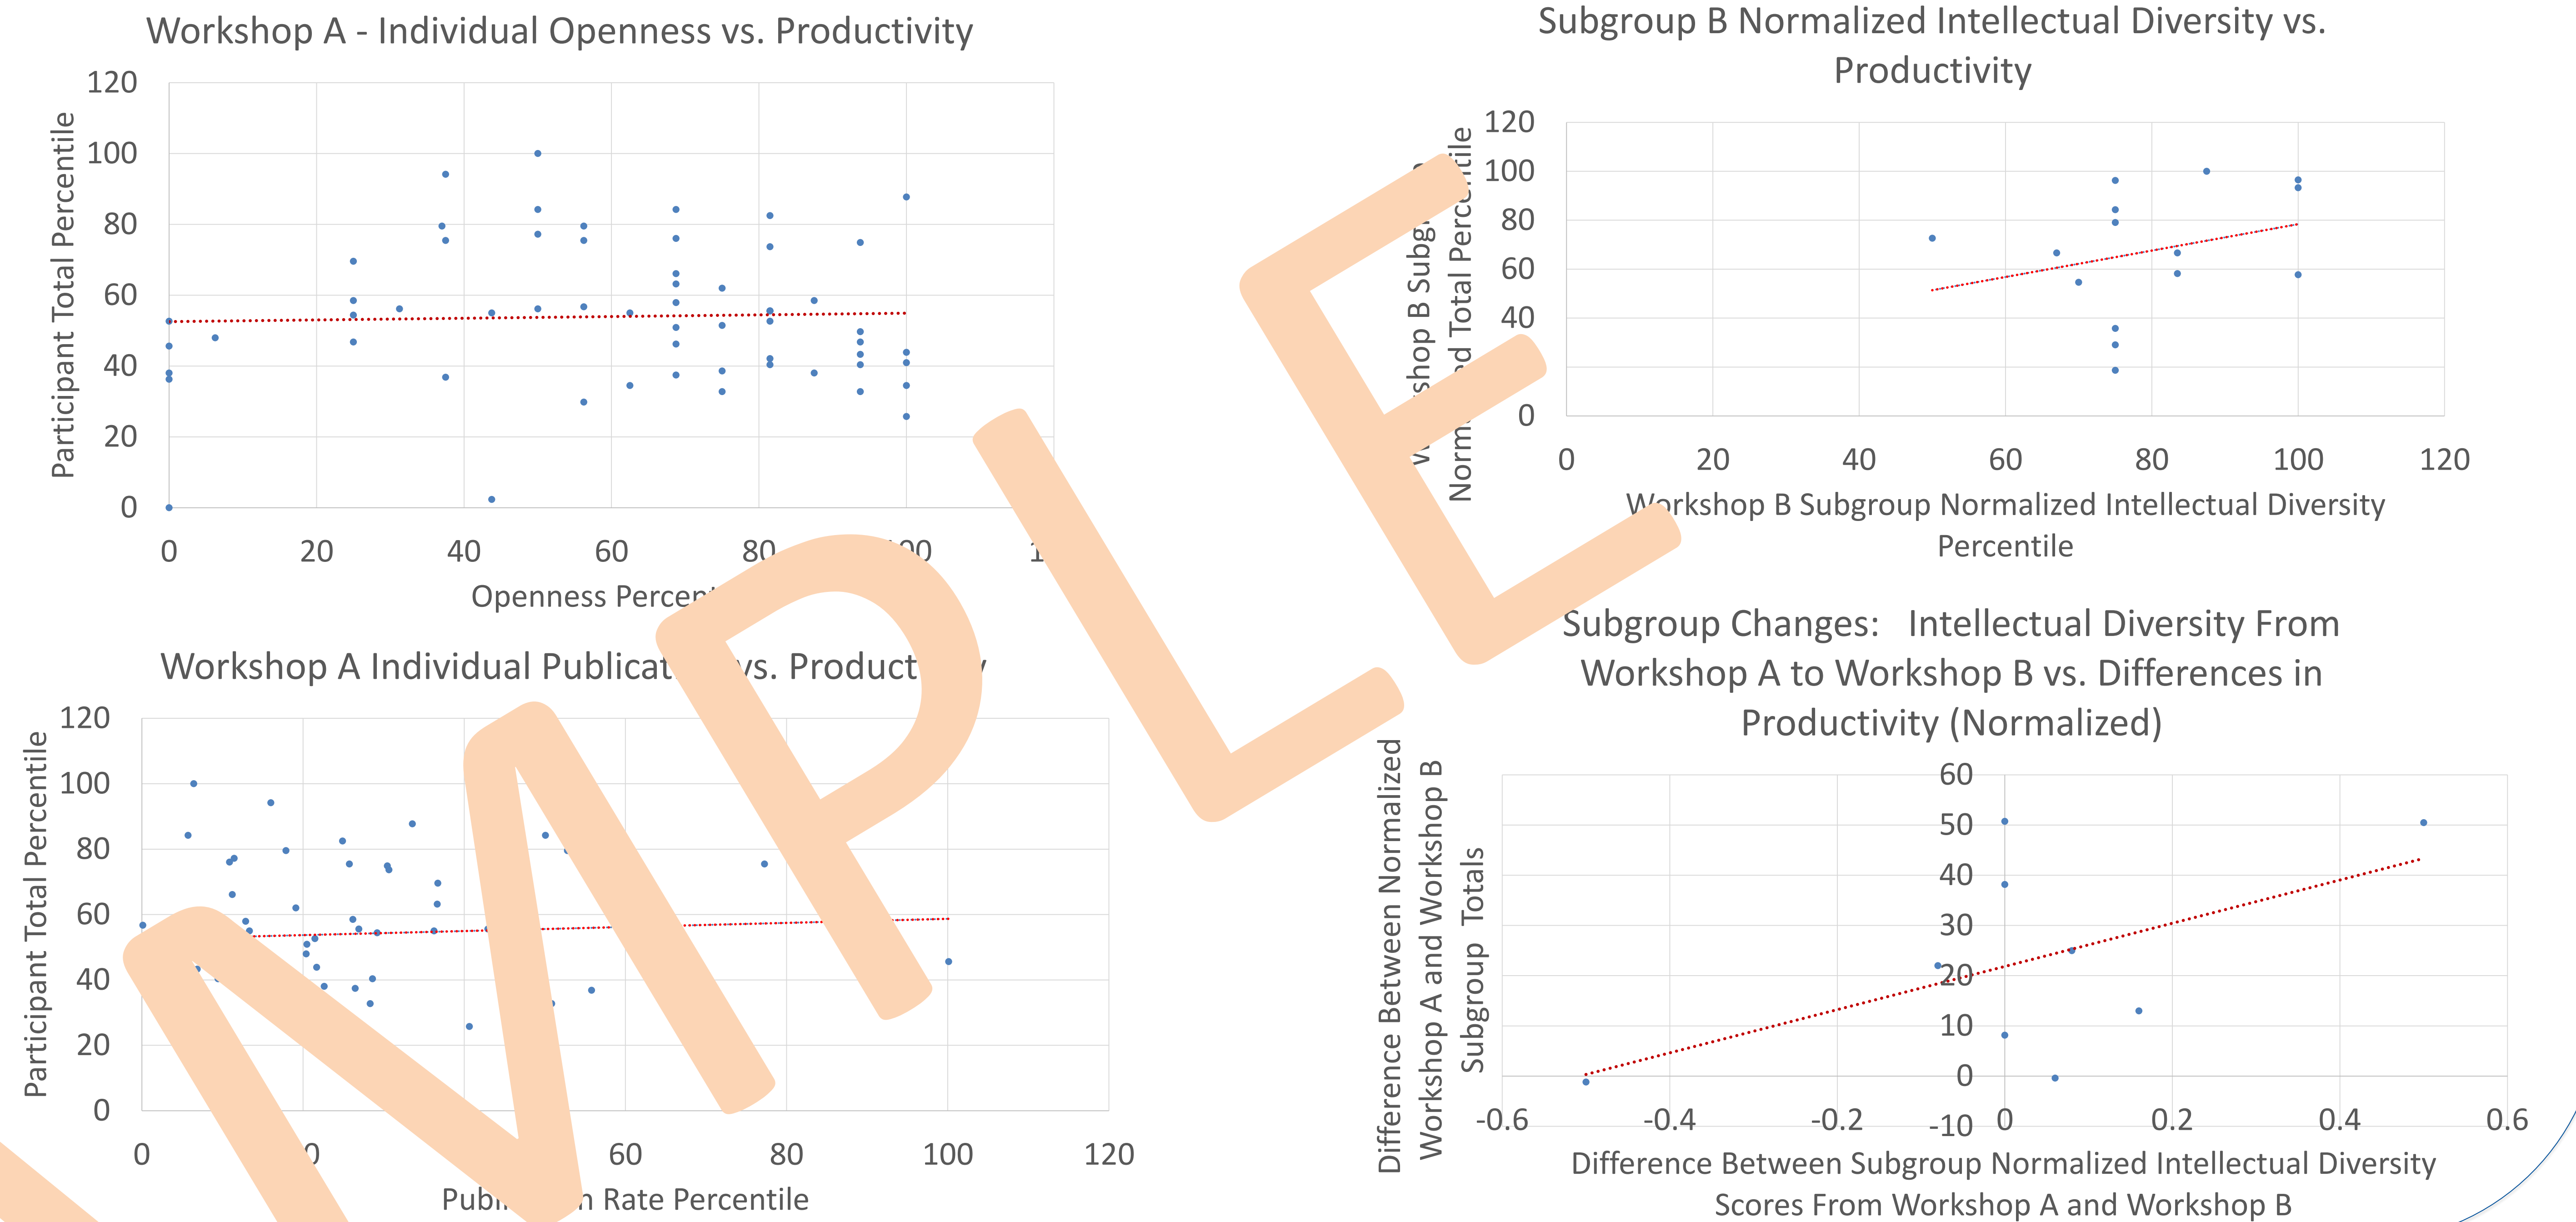 Workshop A - Individual Openness vs. Productivity
120
100
80
60
40
20
0
Participant Total Percentile
0 20 40 60 80
Openness
Subgroup B Normalized Intellectual Diversity vs.
Productivity
120
100
80
60
40
0
Workshop B
Total Percentile
0 20 40 60 80 100 120
Workshop B Subgroup Normalized Intellectual Diversity
Percentile
Workshop A Individual vs.
120
100
80
60
40
20
0
Participant Total Percentile
0 60 80 100 120
Rate Percentile
Subgroup Changes: Intellectual Diversity From
Workshop A to Workshop B vs. Differences in
Productivity (Normalized)
60
50
40
30
20
10
0
-10
Difference Between Normalized
Workshop A and Workshop B
Subgroup Totals
-0.6 -0.4 -0.2 0 0.2 0.4 0.6
Difference Between Subgroup Normalized Intellectual Diversity
Scores From Workshop A and Workshop B
MPLE